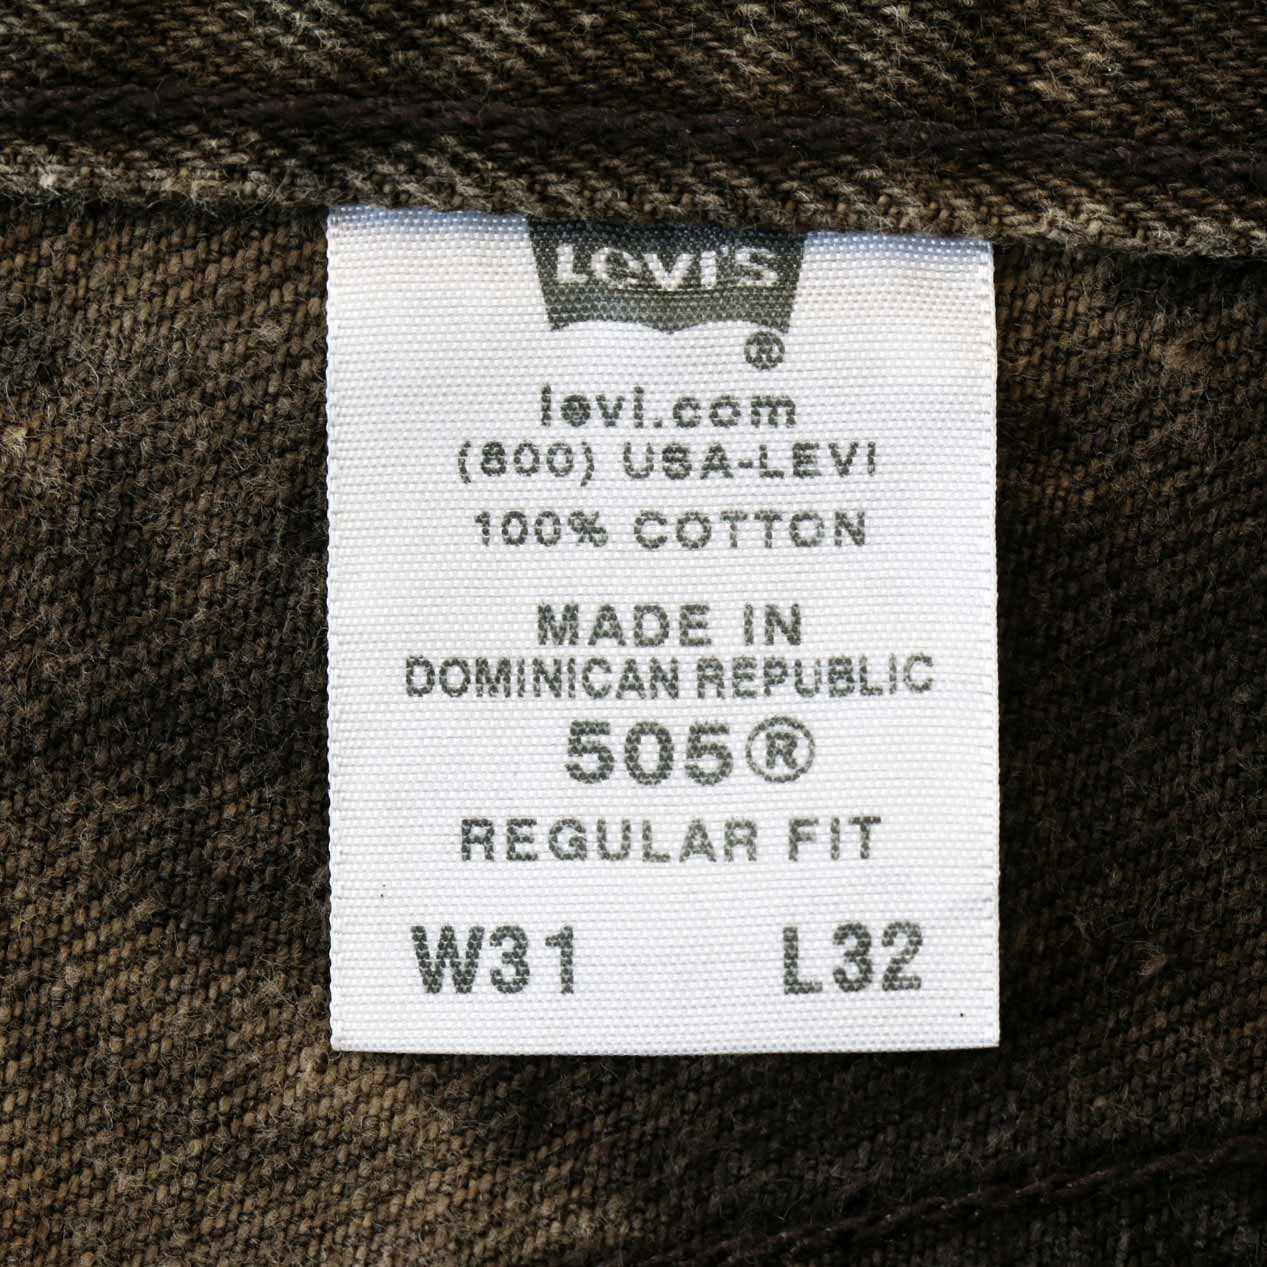 Levi's
®
levi.com
(800) USA-LEVI
100% COTTON
MADE IN
DOMINICAN REPUBLIC
505®
REGULAR FIT
W31 L32